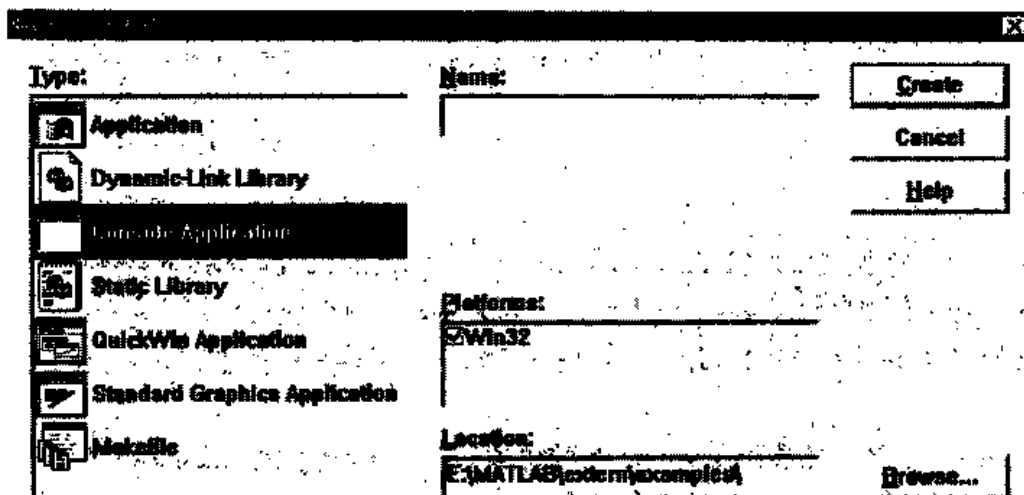 Type:
Application
Dynamic-Link Library
Console Application
Static Library
QuickWin Application
Standard Graphics Application
Makefile
Name:
Platforms:
Win32
Location:
E:\MATLAB\extern\examples\
Create
Cancel
Help
Browse...